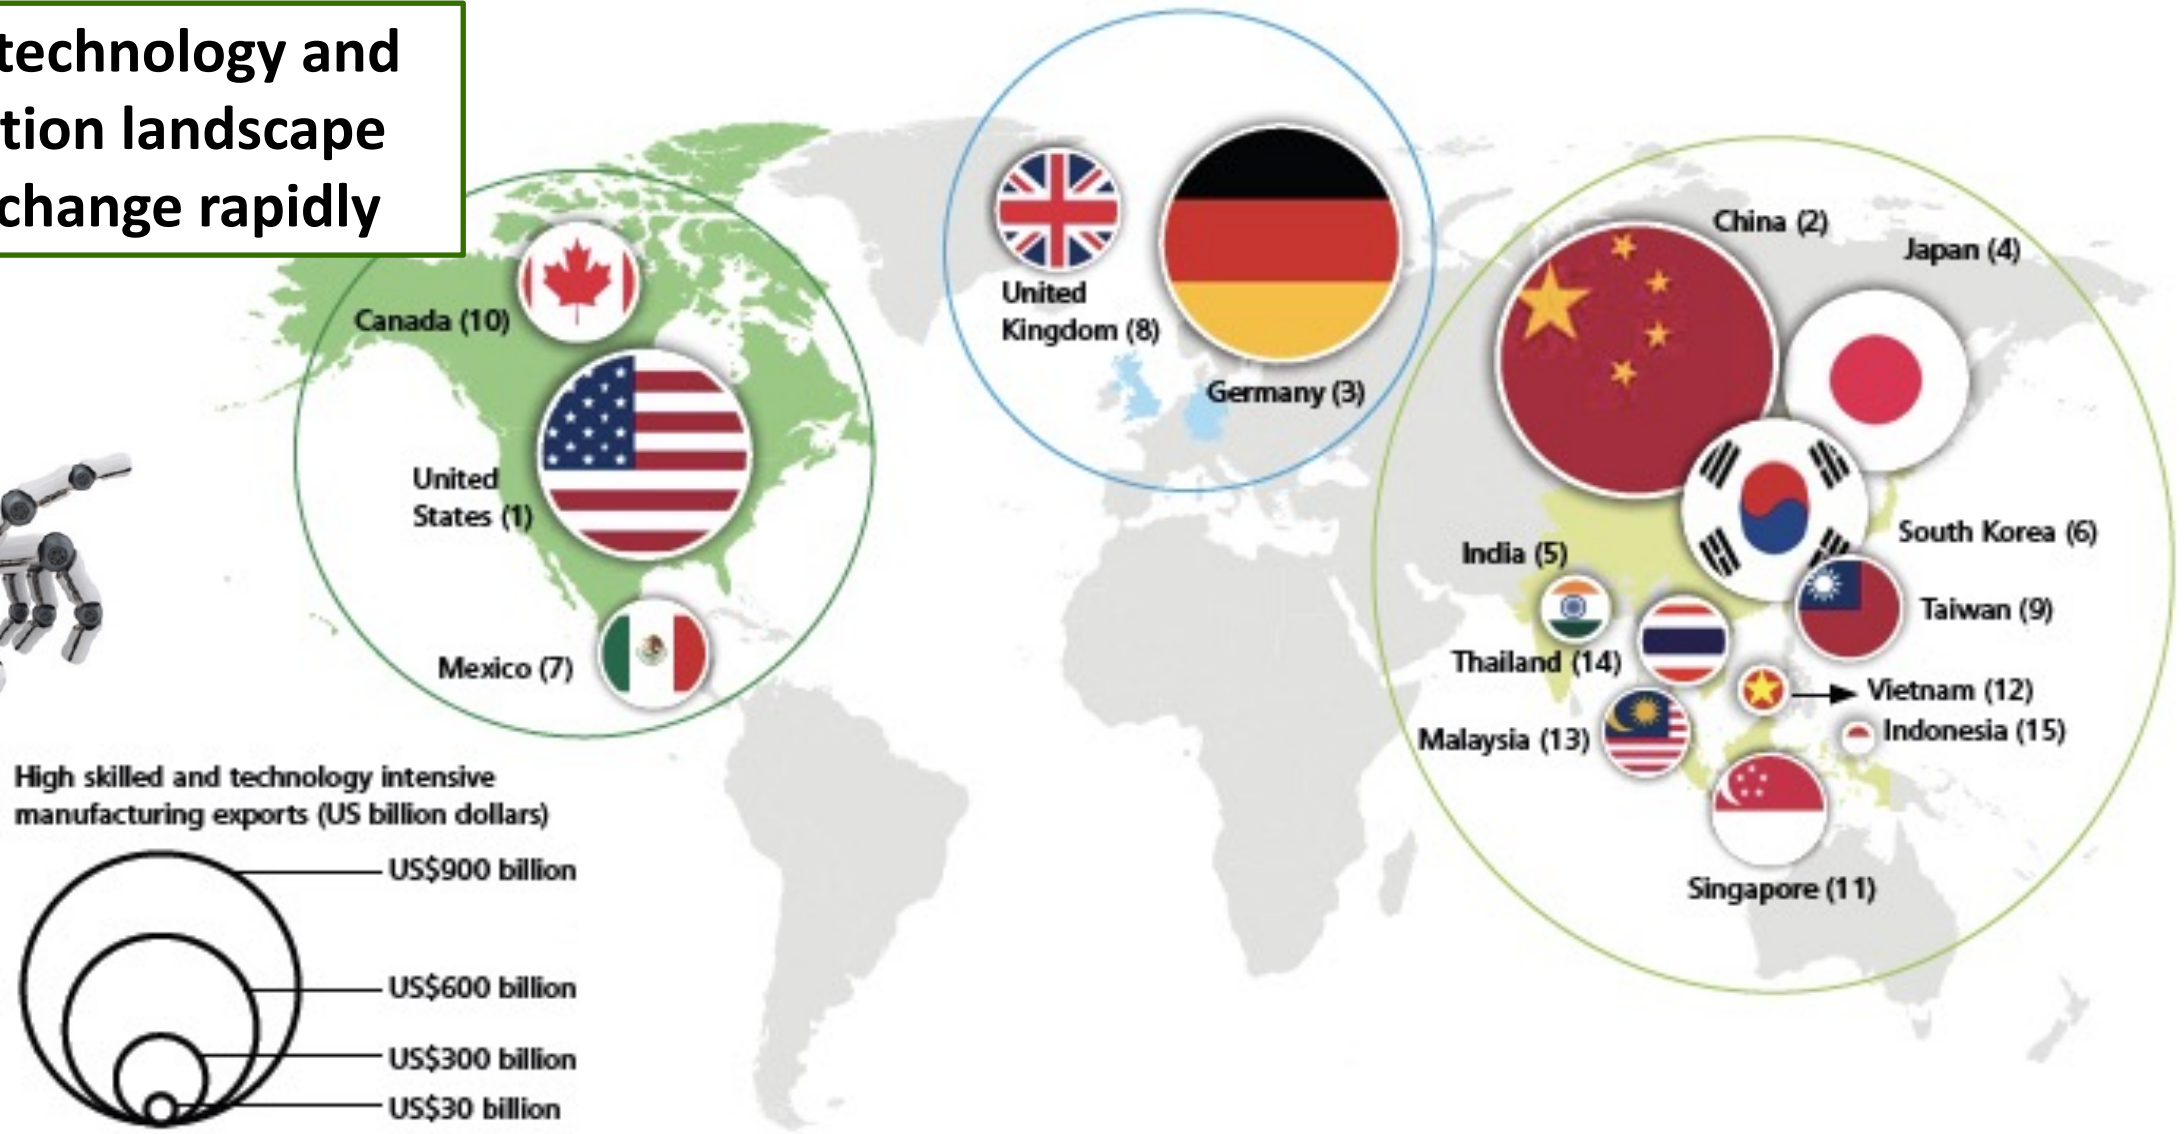 technology and
tion landscape
change rapidly
Canada (10)
United
States (1)
Mexico (7)
United
Kingdom (8)
Germany (3)
China (2)
Japan (4)
India (5)
South Korea (6)
Thailand (14)
Taiwan (9)
Vietnam (12)
Malaysia (13)
Indonesia (15)
Singapore (11)
High skilled and technology intensive
manufacturing exports (US billion dollars)
US$900 billion
US$600 billion
US$300 billion
US$30 billion